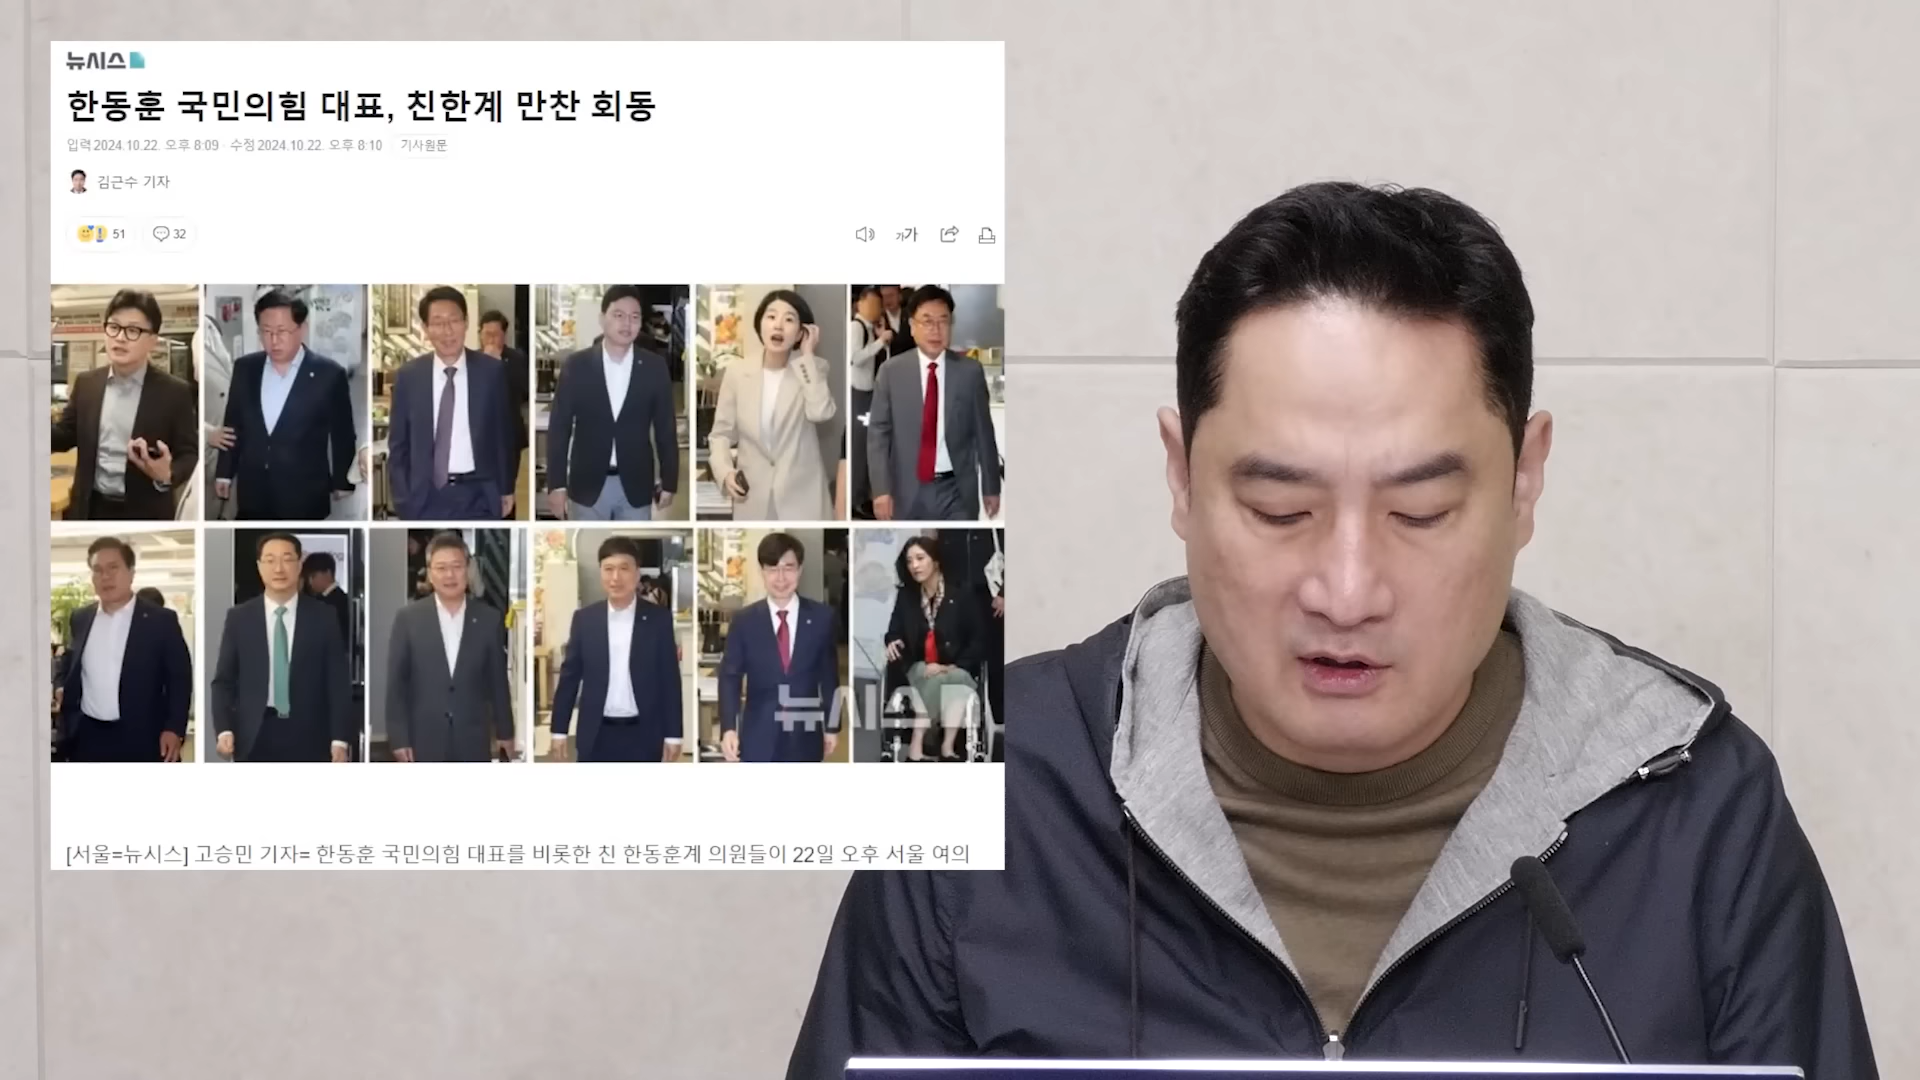 뉴시스
한동훈 국민의힘 대표, 친한계 만찬 회동
입력 2024.10.22. 오후 8:09 · 수정 2024.10.22. 오후 8:10 기사원문
김근수 기자
51 32
가가
뉴시스
[서울=뉴시스] 고승민 기자= 한동훈 국민의힘 대표를 비롯한 친 한동훈계 의원들이 22일 오후 서울 여의